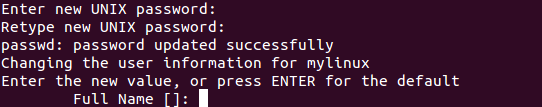 Enter new UNIX password:
Retype new UNIX password:
passwd: password updated successfully
Changing the user information for mylinux
Enter the new value, or press ENTER for the default
Full Name []: